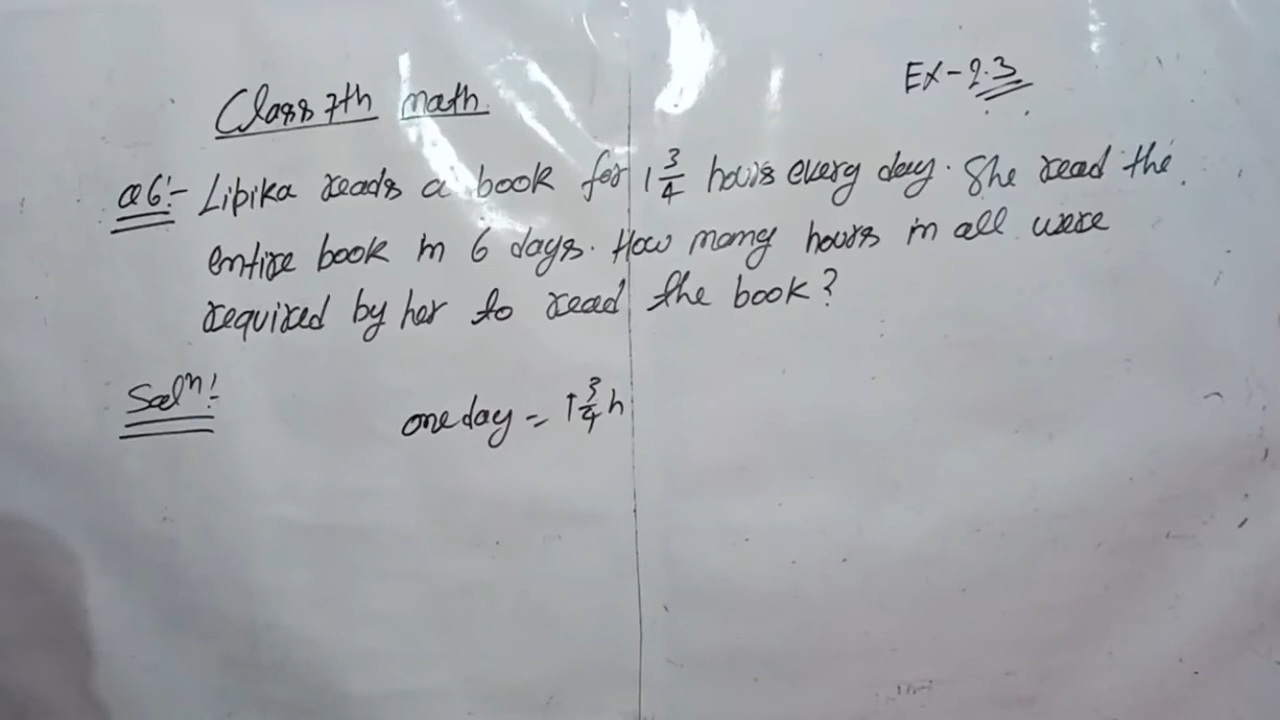 Class 7th math
Ex-2.3
Q6:- Lipika reads a book for 1 3/4 hours every day. She read the
entire book in 6 days. How many hours in all were
required by her to read the book?
Solⁿ:-
one day = 1 3/4 h